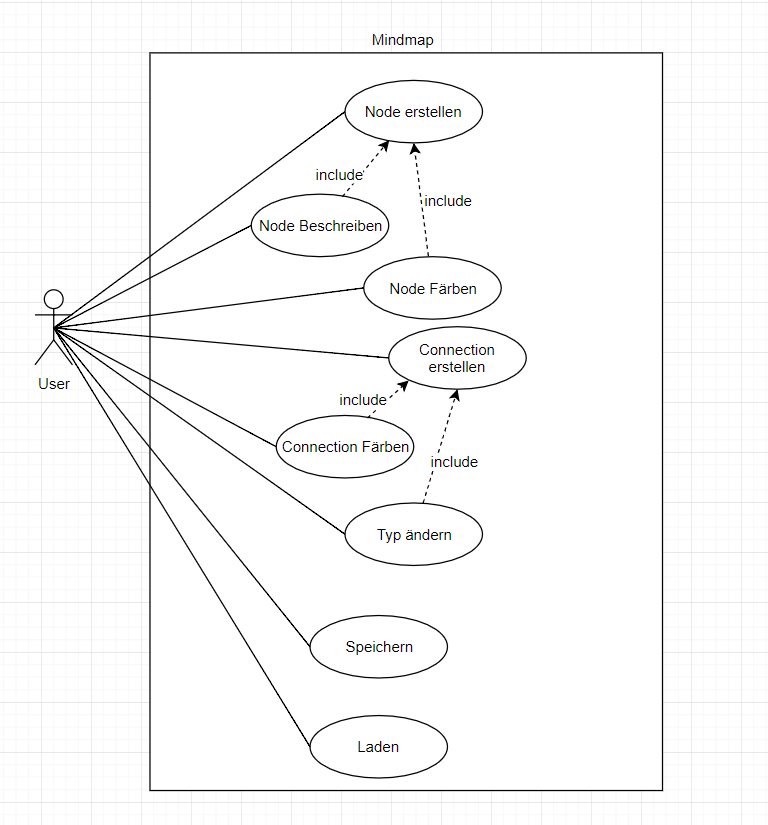 Mindmap
Node erstellen
include
include
Node Beschreiben
Node Färben
User
Connection
erstellen
include
Connection Färben
include
Typ ändern
Speichern
Laden